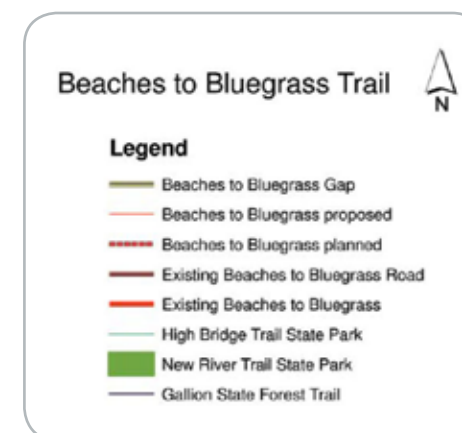 Beaches to Bluegrass Trail
N
Legend
Beaches to Bluegrass Gap
Beaches to Bluegrass proposed
Beaches to Bluegrass planned
Existing Beaches to Bluegrass Road
Existing Beaches to Bluegrass
High Bridge Trail State Park
New River Trail State Park
Gallion State Forest Trail